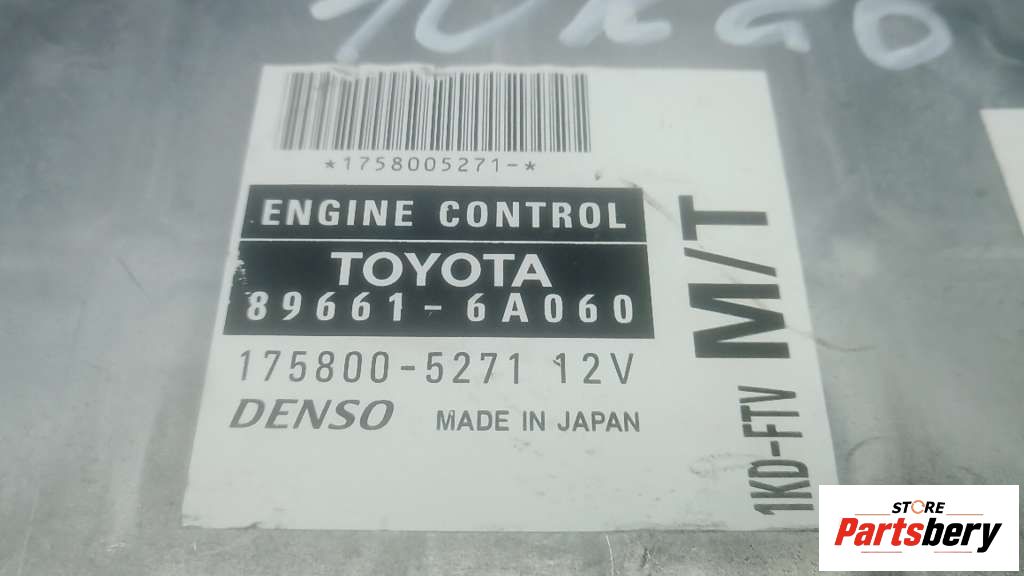 *1758005271-*
ENGINE CONTROL
TOYOTA
89661-6A060
175800-5271 12V
DENSO MADE IN JAPAN
M/T
1KD-FTV
STORE
Partsbery